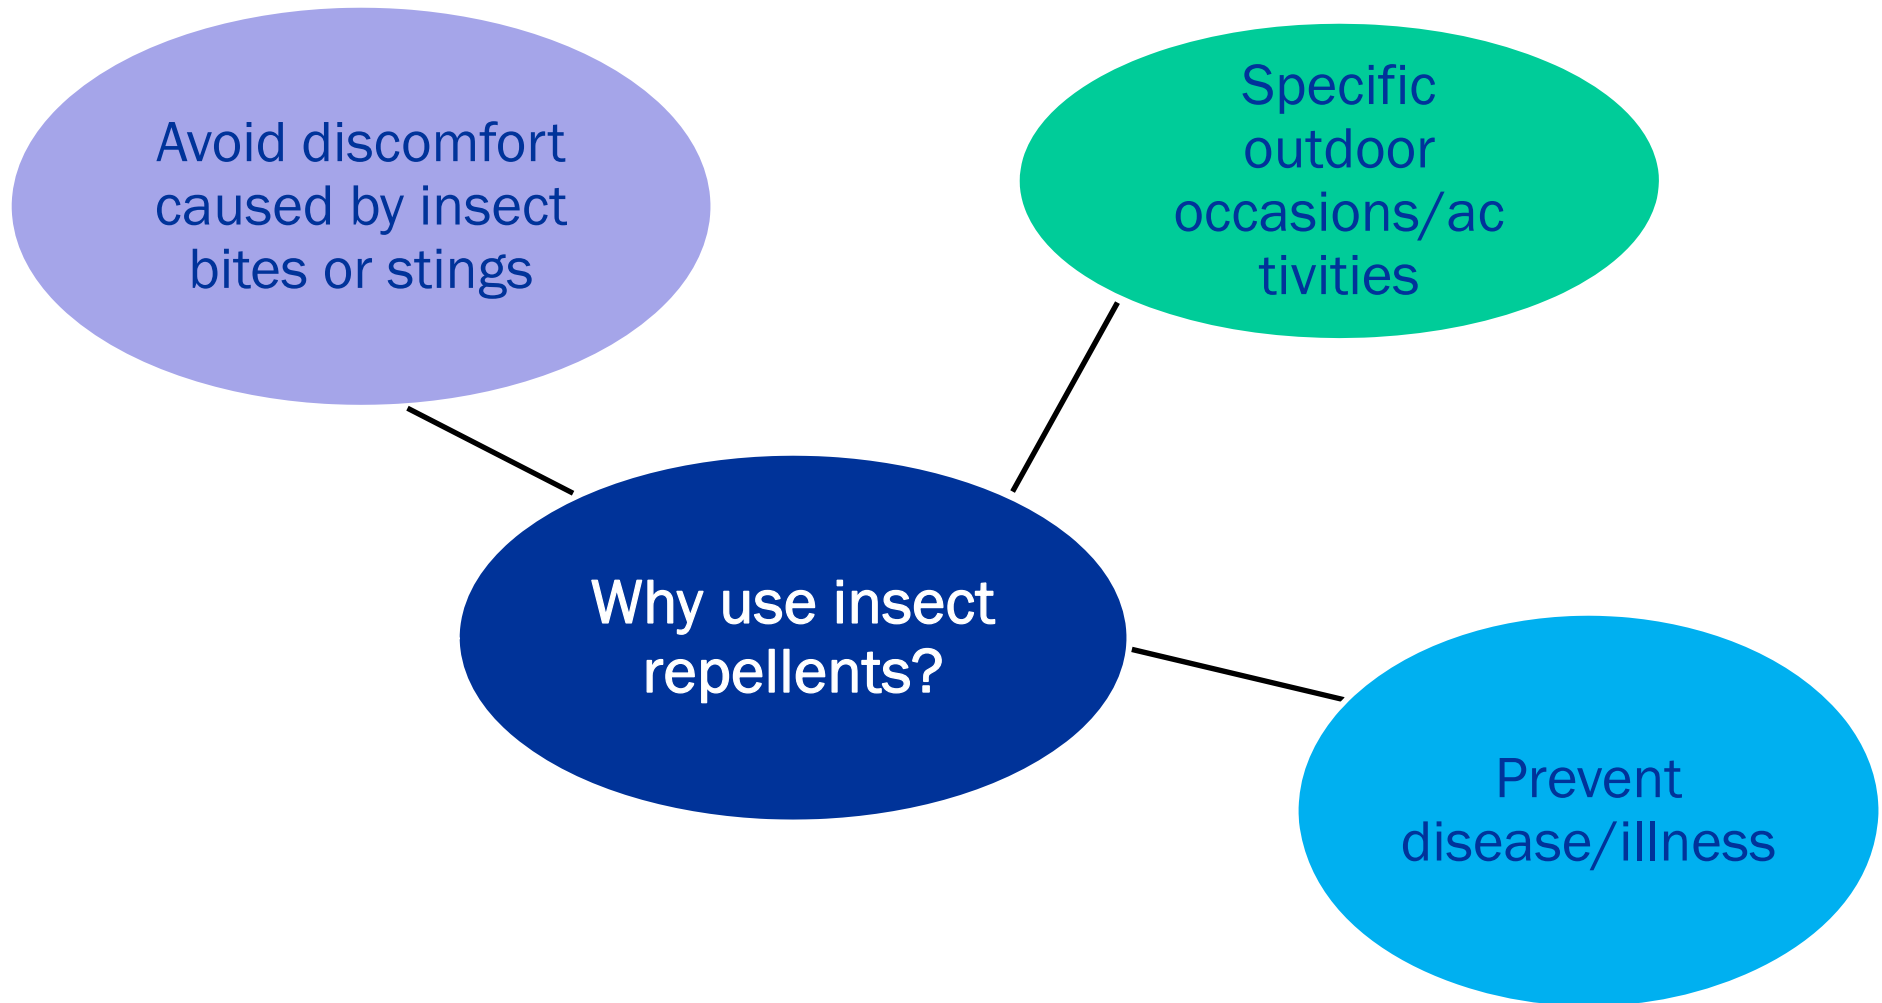 Avoid discomfort
caused by insect
bites or stings
Specific
outdoor
occasions/ac
tivities
Why use insect
repellents?
Prevent
disease/illness